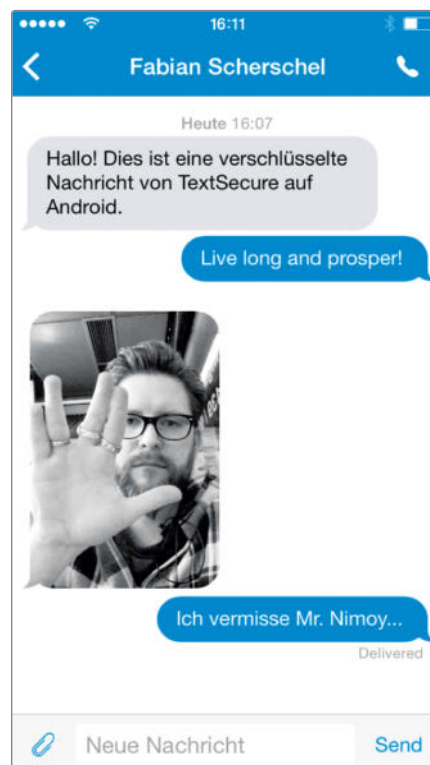 16:11
Fabian Scherschel
Heute 16:07
Hallo! Dies ist eine verschlüsselte
Nachricht von TextSecure auf
Android.
Live long and prosper!
Ich vermisse Mr. Nimoy...
Delivered
Neue Nachricht
Send